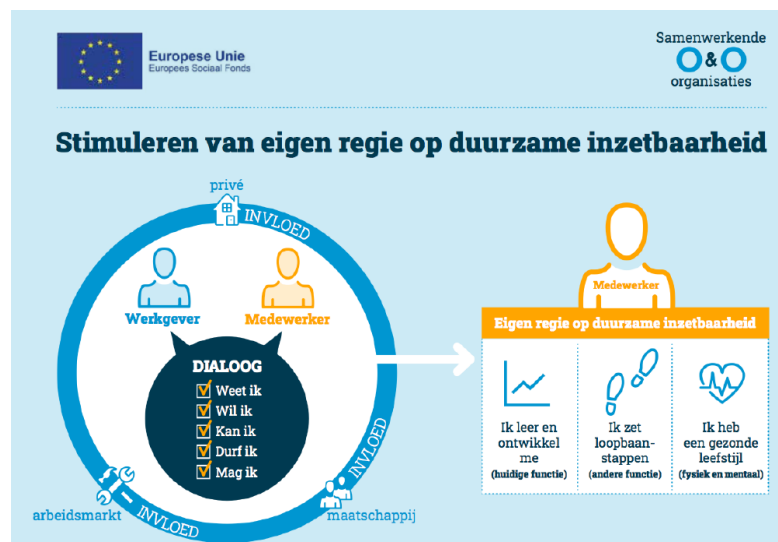 Europese Unie
Europees Sociaal Fonds
Samenwerkende
O&O
organisaties
Stimuleren van eigen regie op duurzame inzetbaarheid
privé
INVLOED
Werkgever
Medewerker
DIALOOG
Weet ik
Wil ik
Kan ik
Durf ik
Mag ik
INVLOED
arbeidsmarkt
INVLOED
maatschappij
Medewerker
Eigen regie op duurzame inzetbaarheid
Ik leer en
ontwikkel
me
(huidige functie)
Ik zet
loopbaan-
stappen
(andere functie)
Ik heb
een gezonde
leefstijl
(fysiek en mentaal)